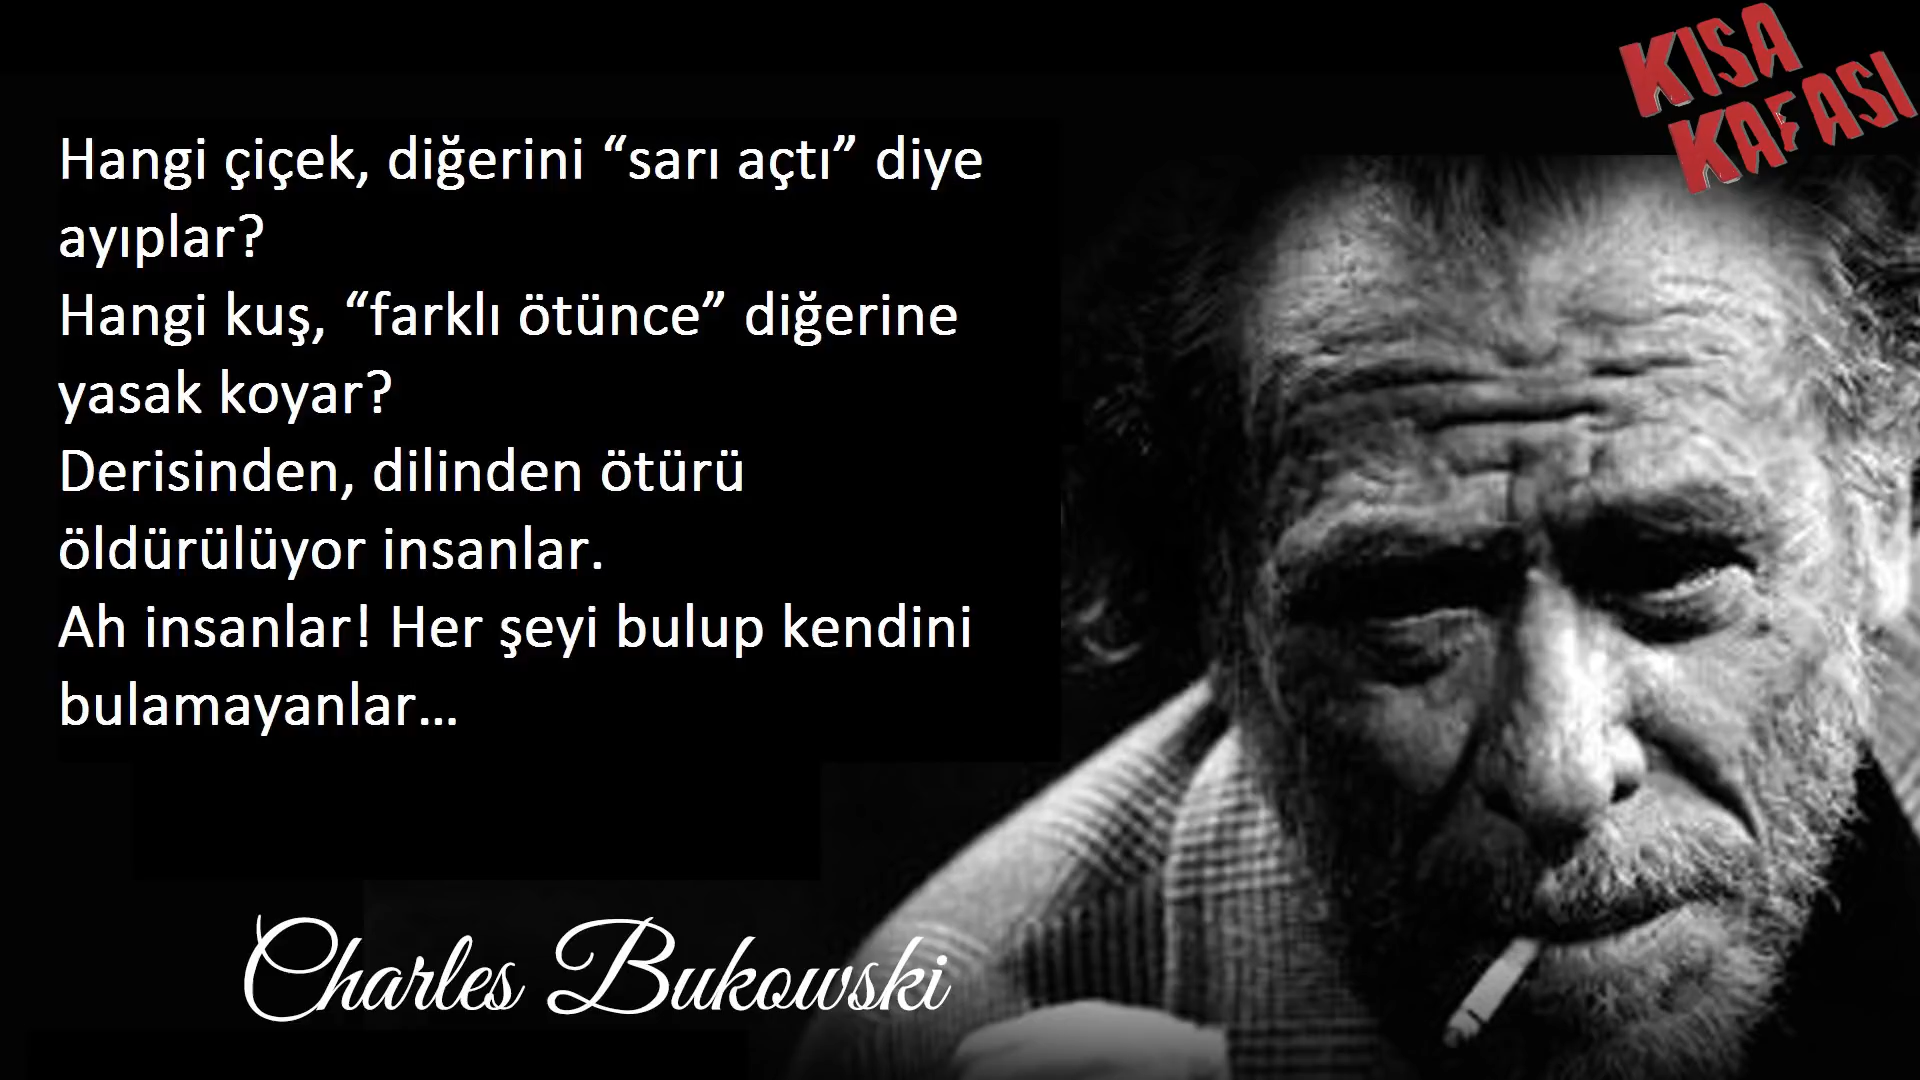 KISA
KAFASI
Hangi çiçek, diğerini “sarı açtı” diye
ayıplar?
Hangi kuş, “farklı ötünce” diğerine
yasak koyar?
Derisinden, dilinden ötürü
öldürülüyor insanlar.
Ah insanlar! Her şeyi bulup kendini
bulamayanlar…
Charles Bukowski